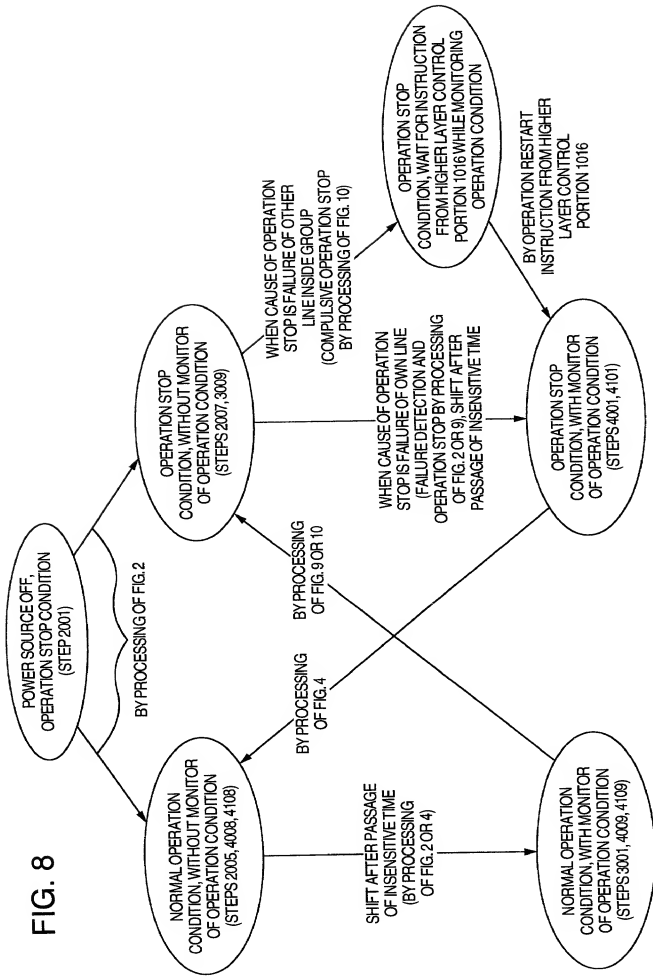 FIG. 8
POWER SOURCE OFF,
OPERATION STOP CONDITION
(STEP 2001)
BY PROCESSING OF FIG.2
NORMAL OPERATION
CONDITION, WITHOUT MONITOR
OF OPERATION CONDITION
(STEPS 2005, 4008, 4108)
OPERATION STOP
CONDITION, WITHOUT MONITOR
OF OPERATION CONDITION
(STEPS 2007, 3009)
WHEN CAUSE OF OPERATION
STOP IS FAILURE OF OTHER
LINE INSIDE GROUP
(COMPULSIVE OPERATION STOP
BY PROCESSING OF FIG. 10)
OPERATION STOP
CONDITION, WAIT FOR INSTRUCTION
FROM HIGHER LAYER CONTROL
PORTION 1016 WHILE MONITORING
OPERATION CONDITION
SHIFT AFTER PASSAGE
OF INSENSITIVE TIME
(BY PROCESSING
OF FIG. 2 OR 4)
BY PROCESSING
OF FIG. 4
BY PROCESSING
OF FIG. 9 OR 10
WHEN CAUSE OF OPERATION
STOP IS FAILURE OF OWN LINE
(FAILURE DETECTION AND
OPERATION STOP BY PROCESSING
OF FIG. 2 OR 9), SHIFT AFTER
PASSAGE OF INSENSITIVE TIME
BY OPERATION RESTART
INSTRUCTION FROM HIGHER
LAYER CONTROL
PORTION 1016
NORMAL OPERATION
CONDITION, WITH MONITOR
OF OPERATION CONDITION
(STEPS 3001, 4009, 4109)
OPERATION STOP
CONDITION, WITH MONITOR
OF OPERATION CONDITION
(STEPS 4001, 4101)